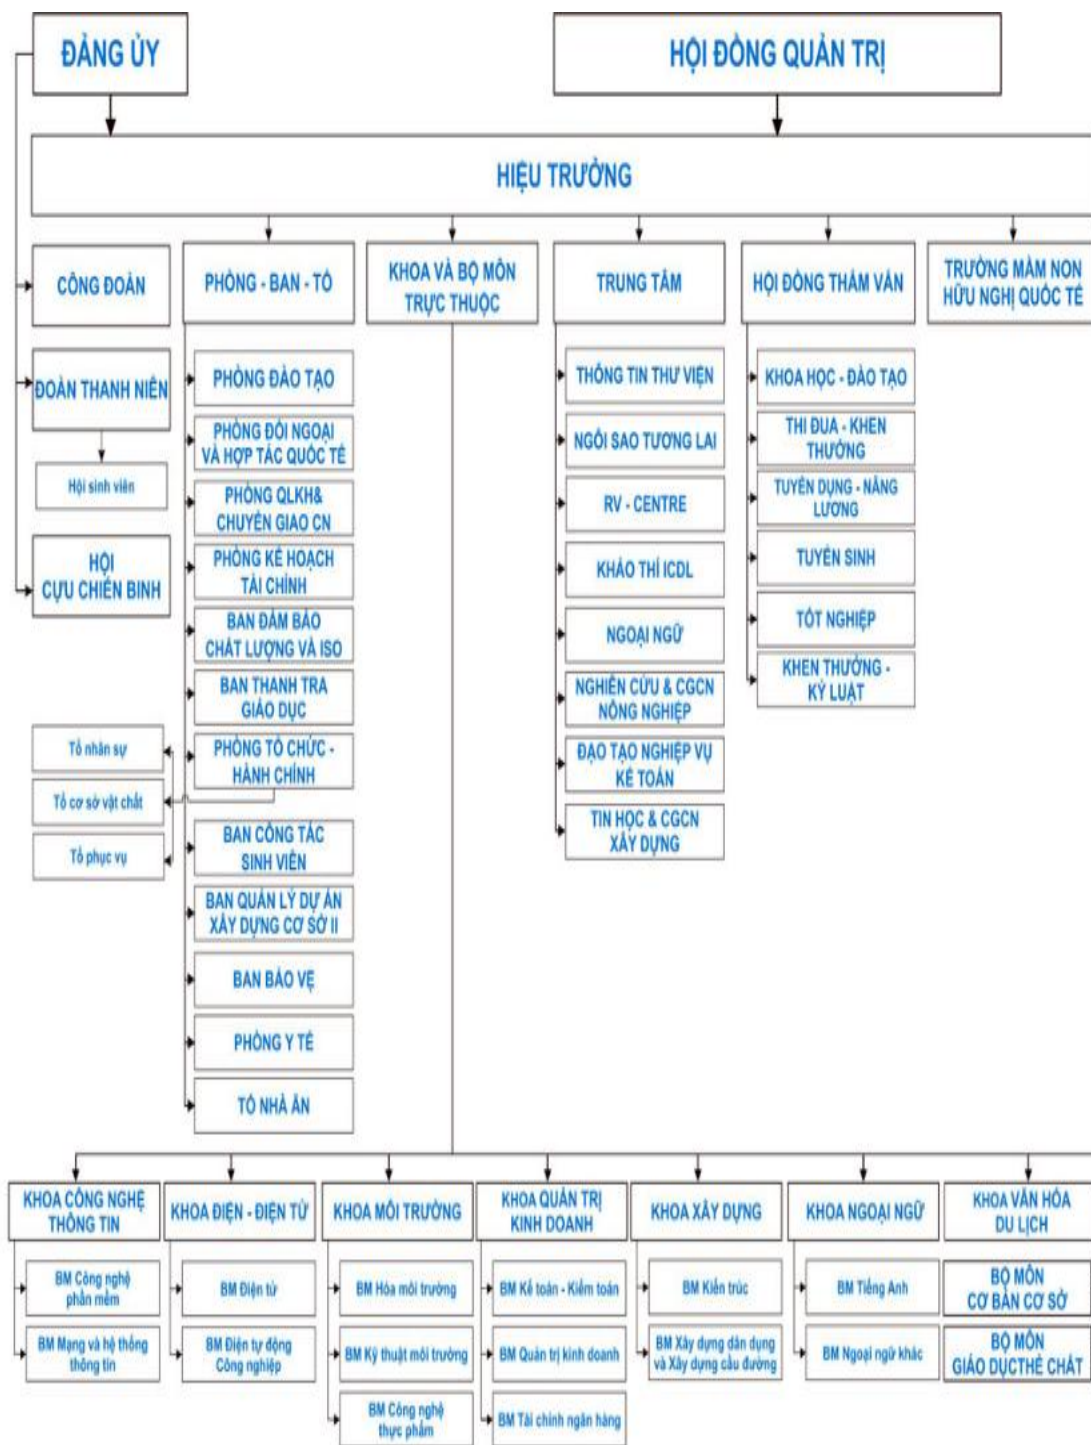 ĐẢNG ỦY
HỘI ĐỒNG QUẢN TRỊ
HIỆU TRƯỞNG
CÔNG ĐOÀN
PHÒNG - BAN - TỔ
KHOA VÀ BỘ MÔN
TRỰC THUỘC
TRUNG TÂM
HỘI ĐỒNG THAM VẤN
TRƯỜNG MẦM NON
HỮU NGHỊ QUỐC TẾ
ĐOÀN THANH NIÊN
Hội sinh viên
HỘI
CỰU CHIẾN BINH
PHÒNG ĐÀO TẠO
PHÒNG ĐỐI NGOẠI
VÀ HỢP TÁC QUỐC TẾ
PHÒNG QLKH&
CHUYỂN GIAO CN
PHÒNG KẾ HOẠCH
TÀI CHÍNH
BAN ĐẢM BẢO
CHẤT LƯỢNG VÀ ISO
BAN THANH TRA
GIÁO DỤC
PHÒNG TỔ CHỨC -
HÀNH CHÍNH
Tổ nhân sự
Tổ cơ sở vật chất
Tổ phục vụ
BAN CÔNG TÁC
SINH VIÊN
BAN QUẢN LÝ DỰ ÁN
XÂY DỰNG CƠ SỞ II
BAN BẢO VỆ
PHÒNG Y TẾ
TỔ NHÀ ĂN
THÔNG TIN THƯ VIỆN
NGÔI SAO TƯƠNG LAI
RV - CENTRE
KHẢO THÍ ICDL
NGOẠI NGỮ
NGHIÊN CỨU & CGCN
NÔNG NGHIỆP
ĐẠO TẠO NGHIỆP VỤ
KẾ TOÁN
TIN HỌC & CGCN
XÂY DỰNG
KHOA HỌC - ĐÀO TẠO
THI ĐUA - KHEN
THƯỞNG
TUYỂN DỤNG - NÂNG
LƯƠNG
TUYỂN SINH
TỐT NGHIỆP
KHEN THƯỞNG -
KỶ LUẬT
KHOA CÔNG NGHỆ
THÔNG TIN
BM Công nghệ
phần mềm
BM Mạng và hệ thống
thông tin
KHOA ĐIỆN - ĐIỆN TỬ
BM Điện tử
BM Điện tự động
Công nghiệp
KHOA MÔI TRƯỜNG
BM Hóa môi trường
BM Kỹ thuật môi trường
BM Công nghệ
thực phẩm
KHOA QUẢN TRỊ
KINH DOANH
BM Kế toán - Kiểm toán
BM Quản trị kinh doanh
BM Tài chính ngân hàng
KHOA XÂY DỰNG
BM Kiến trúc
BM Xây dựng dân dụng
và Xây dựng cầu đường
KHOA NGOẠI NGỮ
BM Tiếng Anh
BM Ngoại ngữ khác
KHOA VĂN HÓA
DU LỊCH
BỘ MÔN
CƠ BẢN CƠ SỞ
BỘ MÔN
GIÁO DỤCTHỂ CHẤT